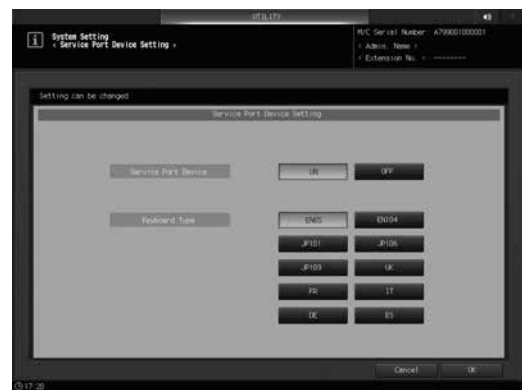 UTILITY
System Setting
< Service Port Device Setting >
M/C Serial Number: A799001000001
< Admin. Name >
< Extension No. > --------
Setting can be changed
Service Port Device Setting
Service Port Device ON OFF
Keyboard Type EN104
JP101 JP106
JP109 UK
FR IT
DE ES
Cancel OK
17:20